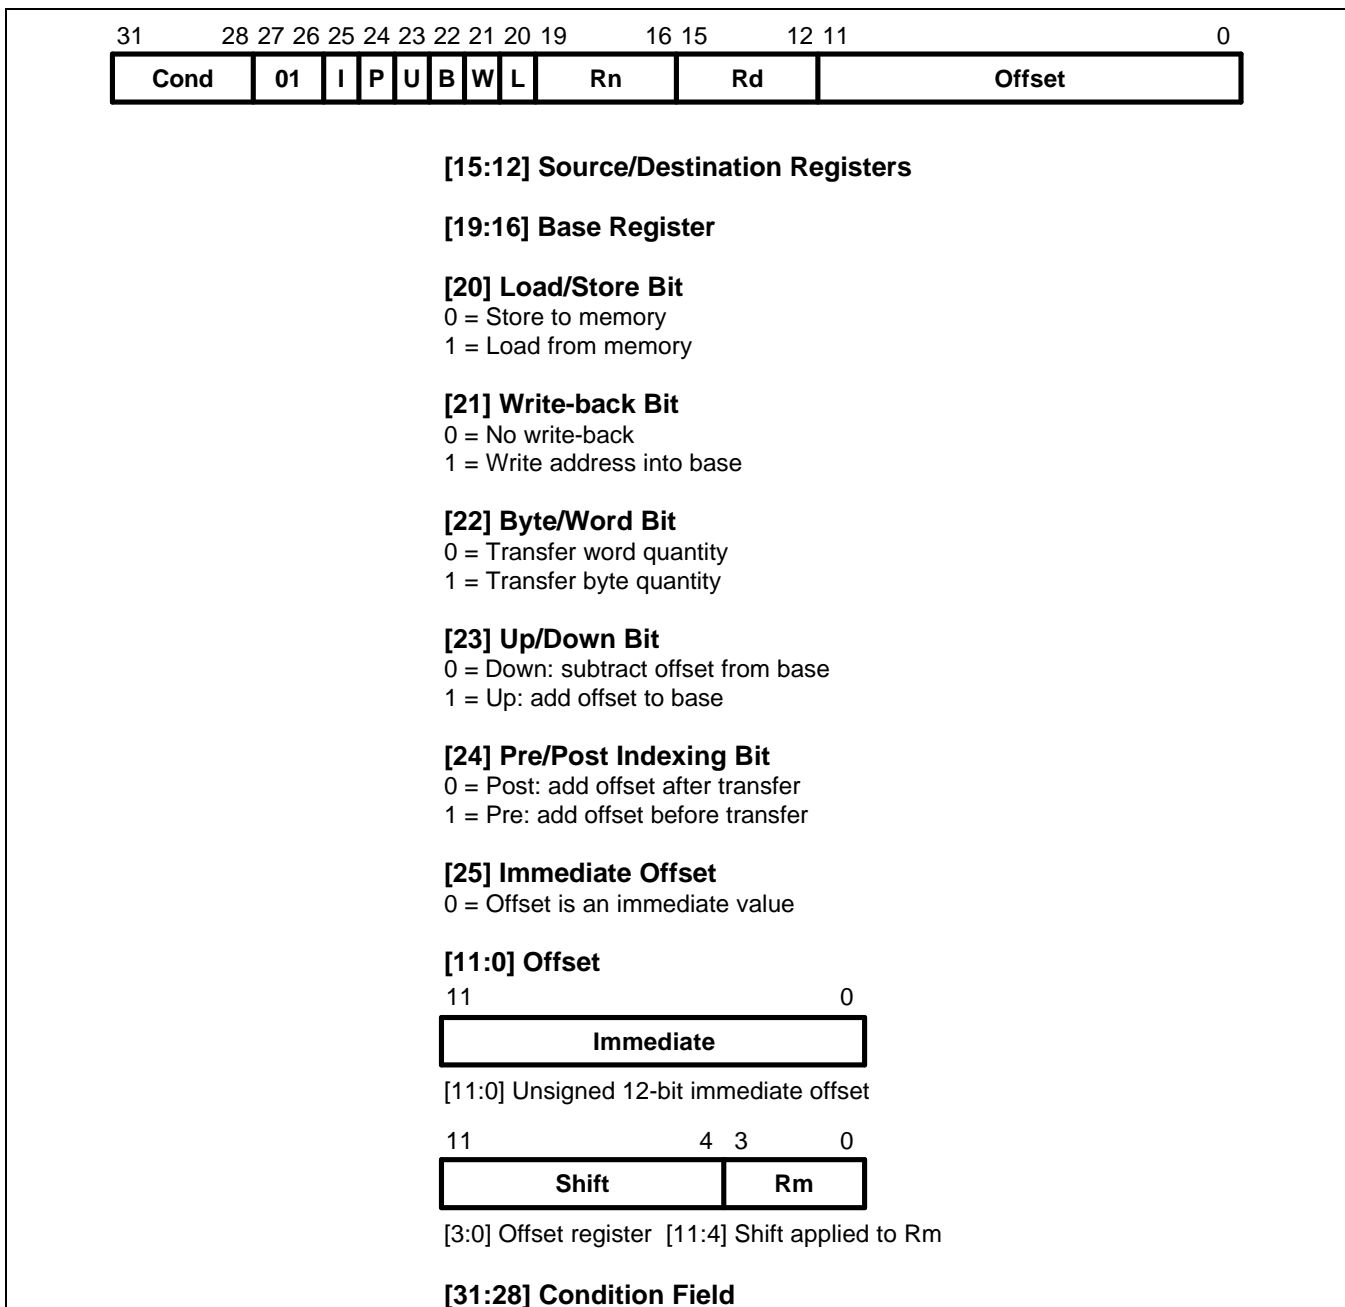 31 28 27 26 25 24 23 22 21 20 19 16 15 12 11 0
Cond 01 I P U B W L Rn Rd Offset
[15:12] Source/Destination Registers
[19:16] Base Register
[20] Load/Store Bit
0 = Store to memory
1 = Load from memory
[21] Write-back Bit
0 = No write-back
1 = Write address into base
[22] Byte/Word Bit
0 = Transfer word quantity
1 = Transfer byte quantity
[23] Up/Down Bit
0 = Down: subtract offset from base
1 = Up: add offset to base
[24] Pre/Post Indexing Bit
0 = Post: add offset after transfer
1 = Pre: add offset before transfer
[25] Immediate Offset
0 = Offset is an immediate value
[11:0] Offset
11 0
Immediate
[11:0] Unsigned 12-bit immediate offset
11 4 3 0
Shift Rm
[3:0] Offset register [11:4] Shift applied to Rm
[31:28] Condition Field